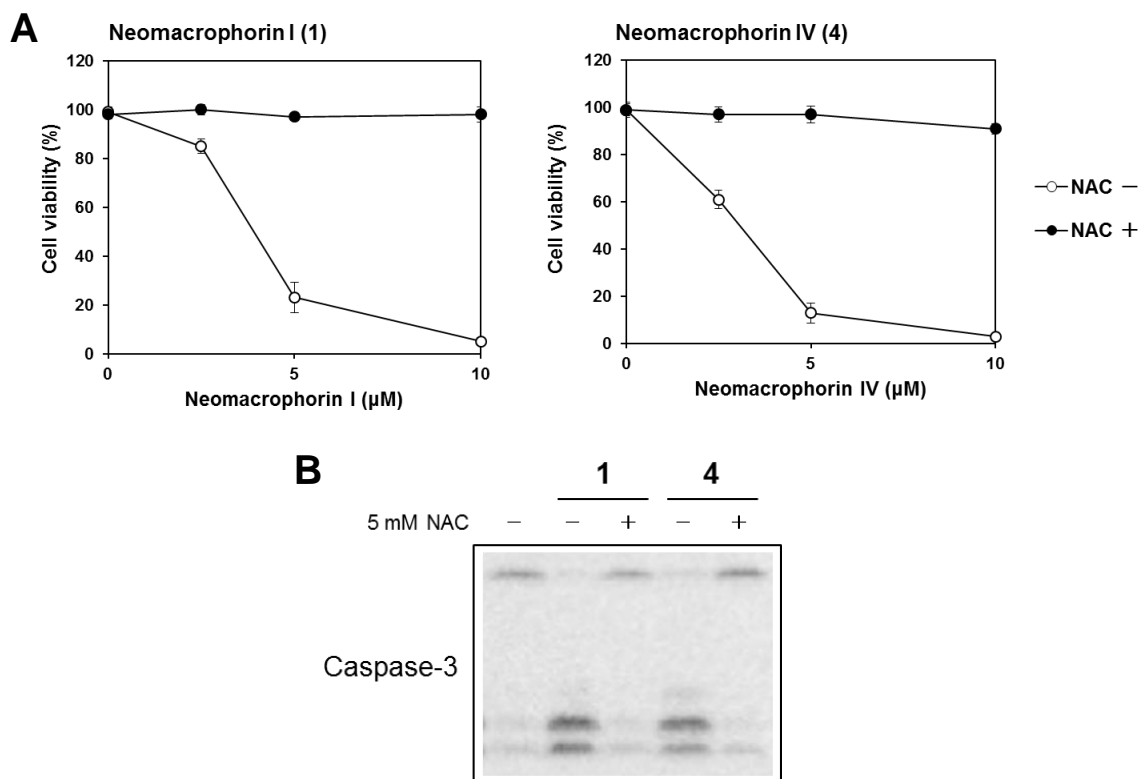 A
Neomacrophorin I (1)
Neomacrophorin IV (4)
Cell viability (%)
120
100
80
60
40
20
0
0
5
10
Neomacrophorin I (µM)
Cell viability (%)
120
100
80
60
40
20
0
0
5
10
Neomacrophorin IV (µM)
NAC −
NAC +
B
1 4
5 mM NAC − − + − +
Caspase-3